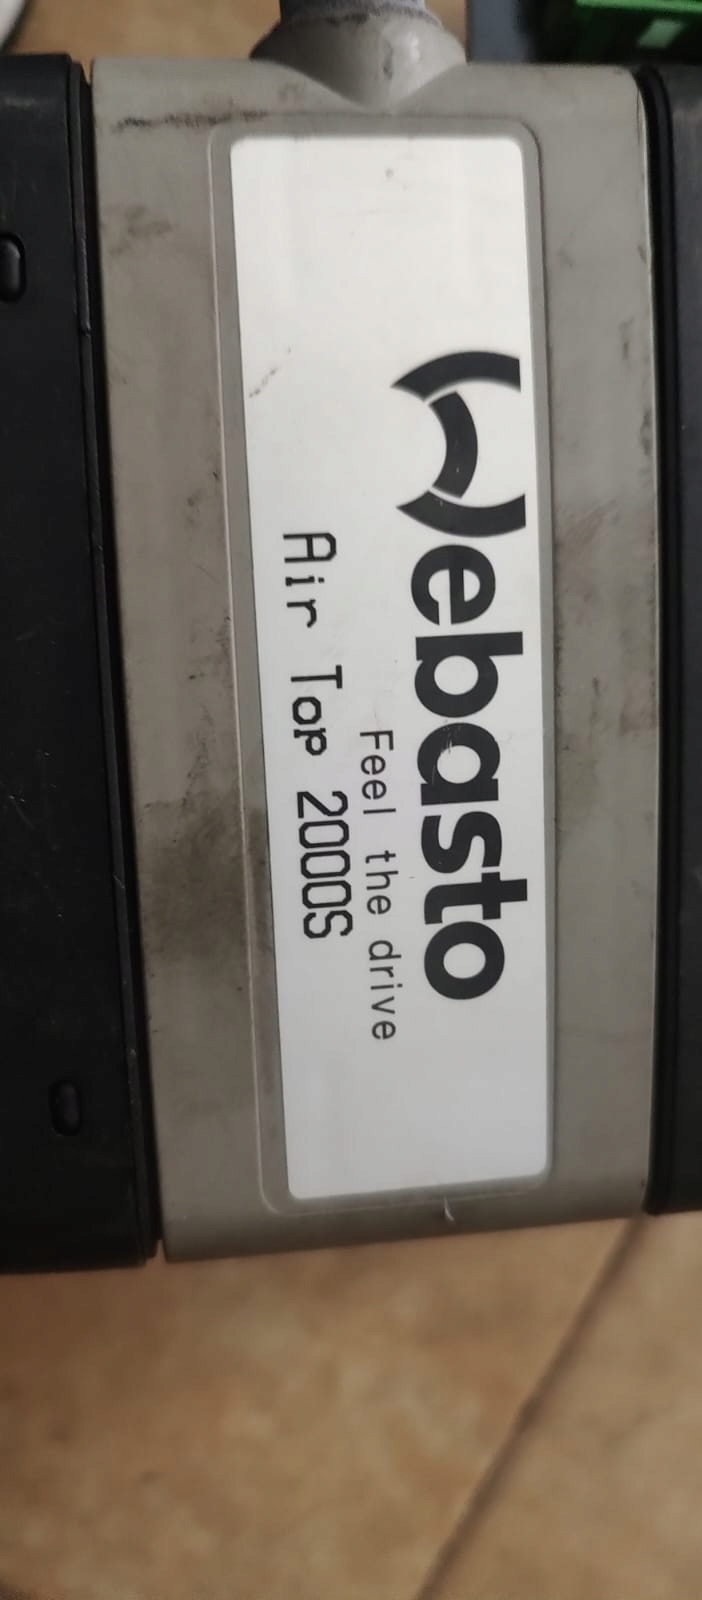 Webasto
Feel the drive
Air Top 2000S